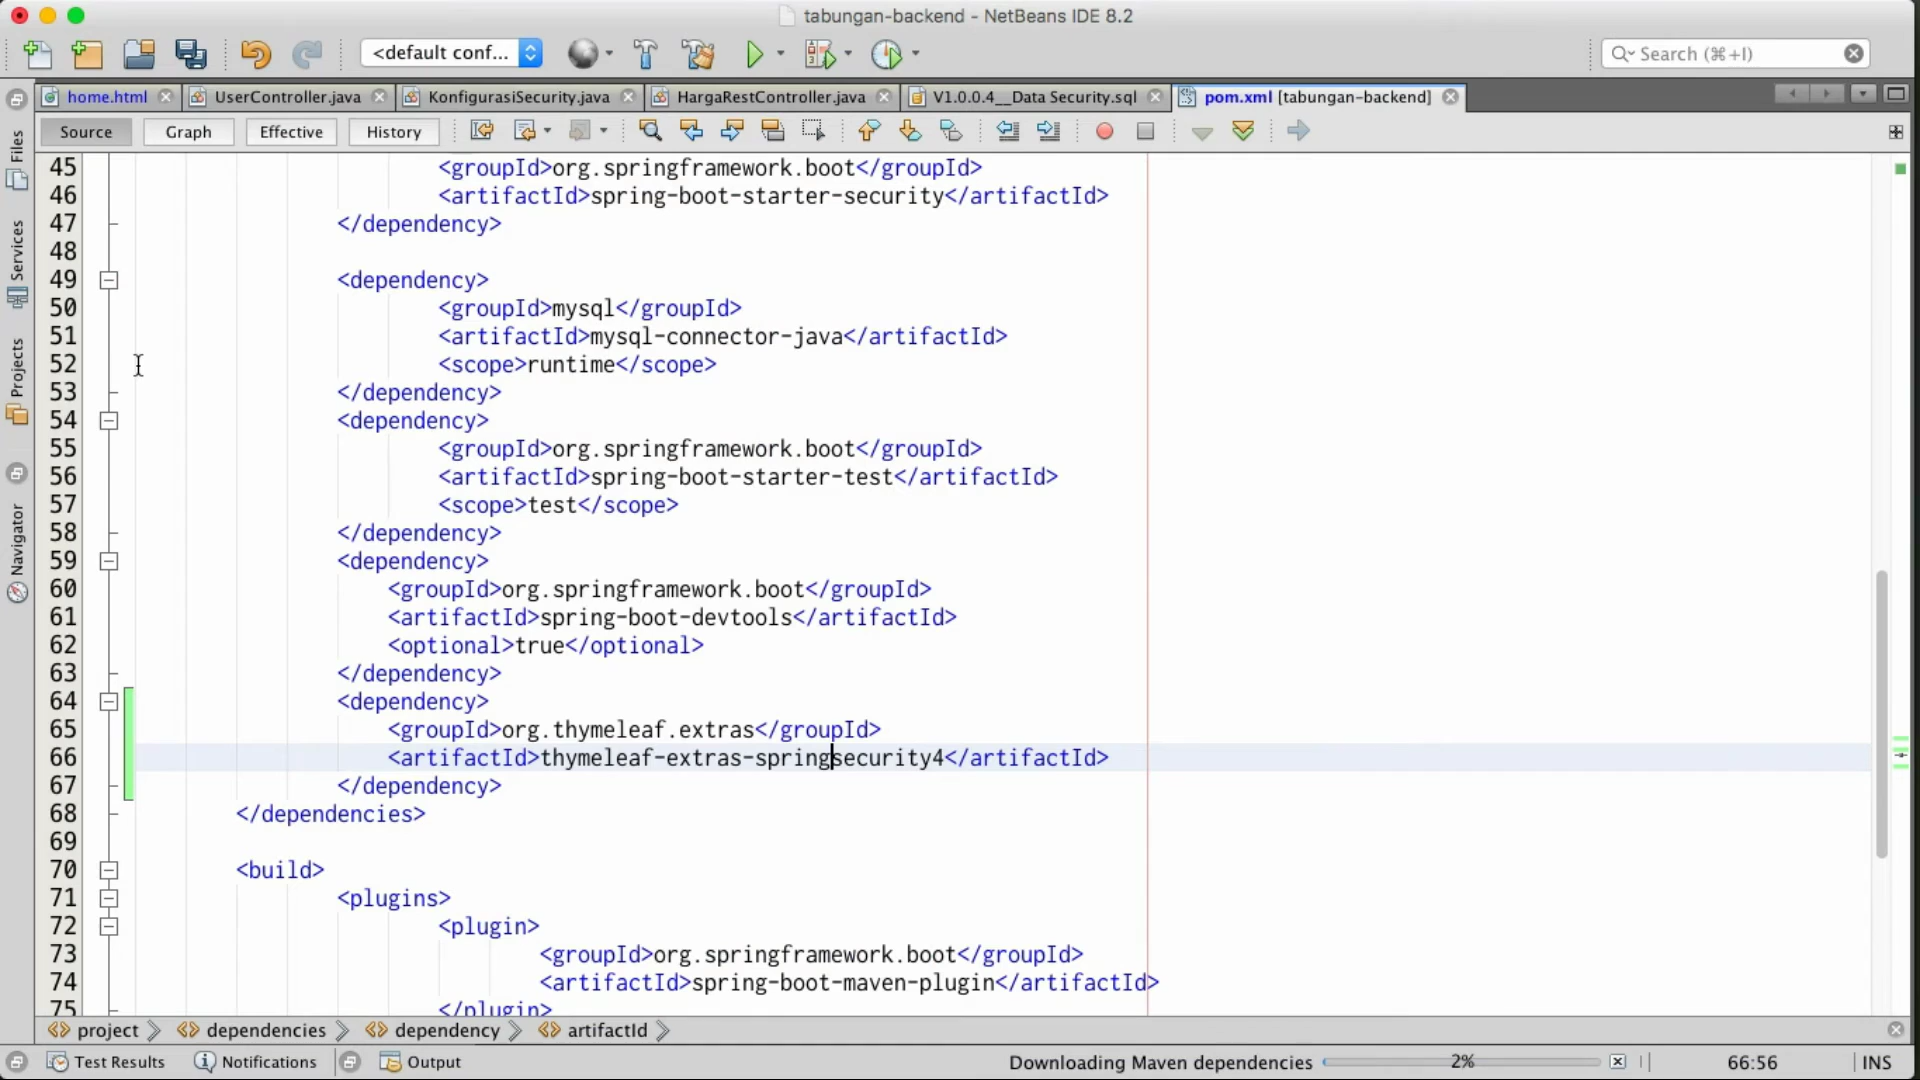 tabungan-backend - NetBeans IDE 8.2
<default conf...
Search (⌘+I)
home.html
UserController.java
KonfigurasiSecurity.java
HargaRestController.java
V1.0.0.4__Data Security.sql
pom.xml [tabungan-backend]
Source
Graph
Effective
History
Files
Services
Projects
Navigator
45 <groupId>org.springframework.boot</groupId>
46 <artifactId>spring-boot-starter-security</artifactId>
47 </dependency>
48
49 <dependency>
50 <groupId>mysql</groupId>
51 <artifactId>mysql-connector-java</artifactId>
52 <scope>runtime</scope>
53 </dependency>
54 <dependency>
55 <groupId>org.springframework.boot</groupId>
56 <artifactId>spring-boot-starter-test</artifactId>
57 <scope>test</scope>
58 </dependency>
59 <dependency>
60 <groupId>org.springframework.boot</groupId>
61 <artifactId>spring-boot-devtools</artifactId>
62 <optional>true</optional>
63 </dependency>
64 <dependency>
65 <groupId>org.thymeleaf.extras</groupId>
66 <artifactId>thymeleaf-extras-springsecurity4</artifactId>
67 </dependency>
68 </dependencies>
69
70 <build>
71 <plugins>
72 <plugin>
73 <groupId>org.springframework.boot</groupId>
74 <artifactId>spring-boot-maven-plugin</artifactId>
75 </plugin>
project
dependencies
dependency
artifactId
Test Results
Notifications
Output
Downloading Maven dependencies
2%
66:56
INS